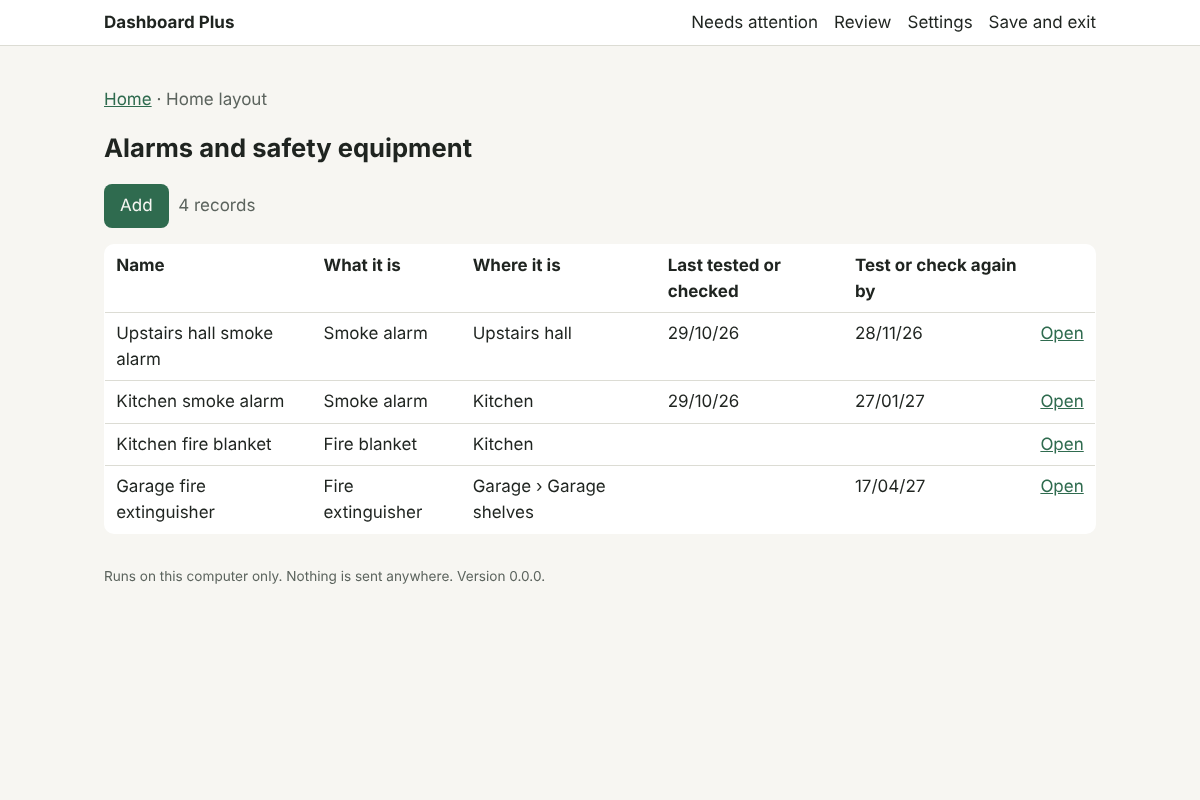 Dashboard Plus
Needs attention Review Settings Save and exit
Home · Home layout
Alarms and safety equipment
Add 4 records
Name What it is Where it is Last tested or checked Test or check again by
Upstairs hall smoke alarm Smoke alarm Upstairs hall 29/10/26 28/11/26 Open
Kitchen smoke alarm Smoke alarm Kitchen 29/10/26 27/01/27 Open
Kitchen fire blanket Fire blanket Kitchen Open
Garage fire extinguisher Fire extinguisher Garage › Garage shelves 17/04/27 Open
Runs on this computer only. Nothing is sent anywhere. Version 0.0.0.